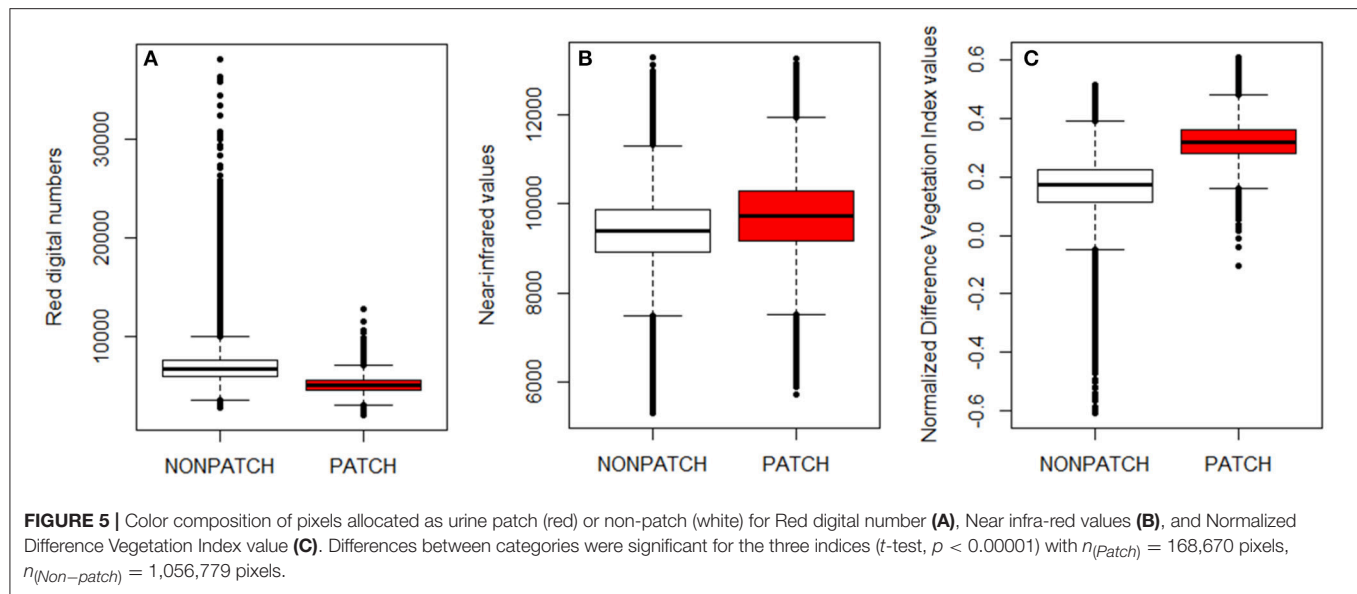 A
Red digital numbers
30000
20000
10000
NONPATCH PATCH
B
Near-infrared values
12000
10000
8000
6000
NONPATCH PATCH
C
Normalized Difference Vegetation Index values
0.6
0.4
0.2
0.0
-0.2
-0.4
-0.6
NONPATCH PATCH
FIGURE 5 | Color composition of pixels allocated as urine patch (red) or non-patch (white) for Red digital number (A), Near infra-red values (B), and Normalized
Difference Vegetation Index value (C). Differences between categories were significant for the three indices (t-test, p < 0.00001) with n(Patch) = 168,670 pixels,
n(Non−patch) = 1,056,779 pixels.